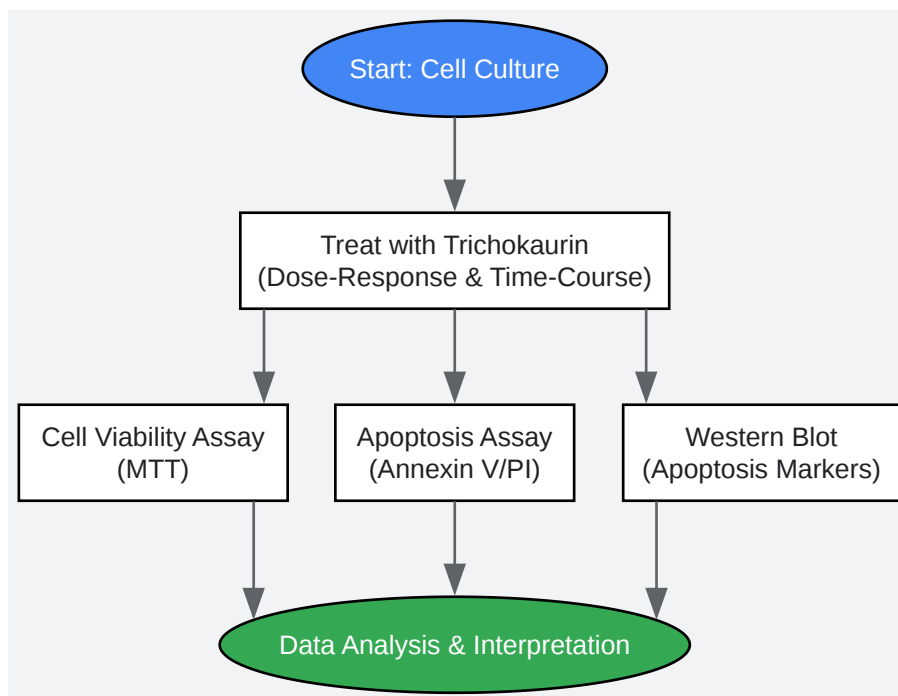 Start: Cell Culture
Treat with Trichokaurin
(Dose-Response & Time-Course)
Cell Viability Assay
(MTT)
Apoptosis Assay
(Annexin V/PI)
Western Blot
(Apoptosis Markers)
Data Analysis & Interpretation